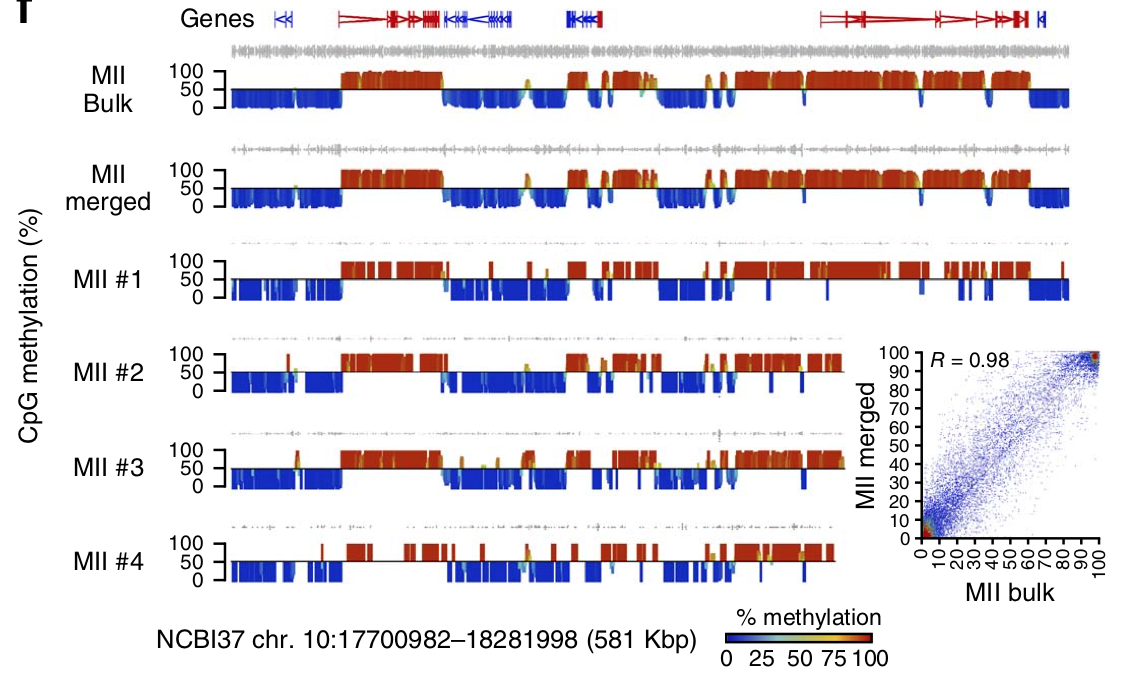 f
Genes
CpG methylation (%)
MII
Bulk
100
50
0
MII
merged
100
50
0
MII #1
100
50
0
MII #2
100
50
0
MII #3
100
50
0
MII #4
100
50
0
R = 0.98
MII merged
100
90
80
70
60
50
40
30
20
10
0
0 10 20 30 40 50 60 70 80 90 100
MII bulk
NCBI37 chr. 10:17700982–18281998 (581 Kbp)
% methylation
0 25 50 75 100